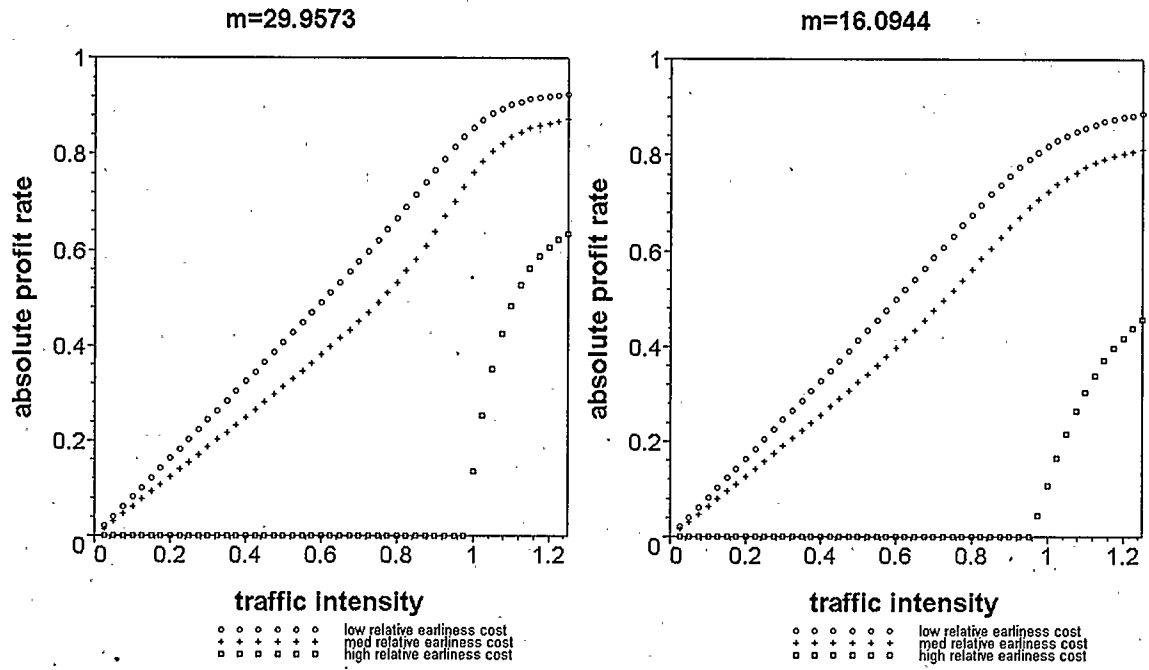 m=29.9573
1
0.8
0.6
0.4
0.2
0
0.2
0.4
0.6
0.8
1
1.2
absolute profit rate
traffic intensity
low relative earliness cost
med relative earliness cost
high relative earliness cost
m=16.0944
1
0.8
0.6
0.4
0.2
0
0.2
0.4
0.6
0.8
1
1.2
absolute profit rate
traffic intensity
low relative earliness cost
med relative earliness cost
high relative earliness cost